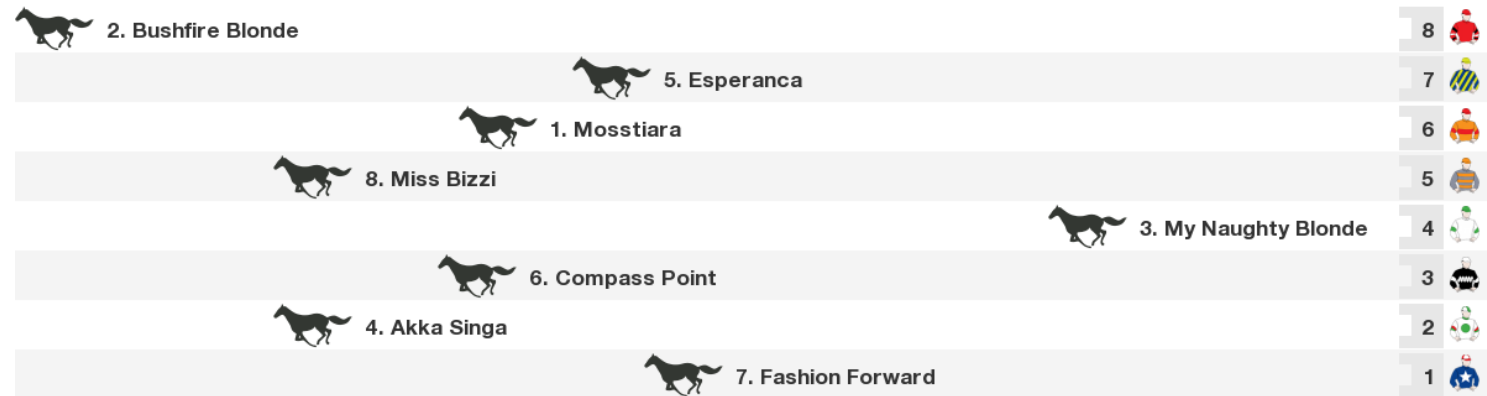 2. Bushfire Blonde 8
5. Esperanca 7
1. Mosstiara 6
8. Miss Bizzi 5
3. My Naughty Blonde 4
6. Compass Point 3
4. Akka Singa 2
7. Fashion Forward 1